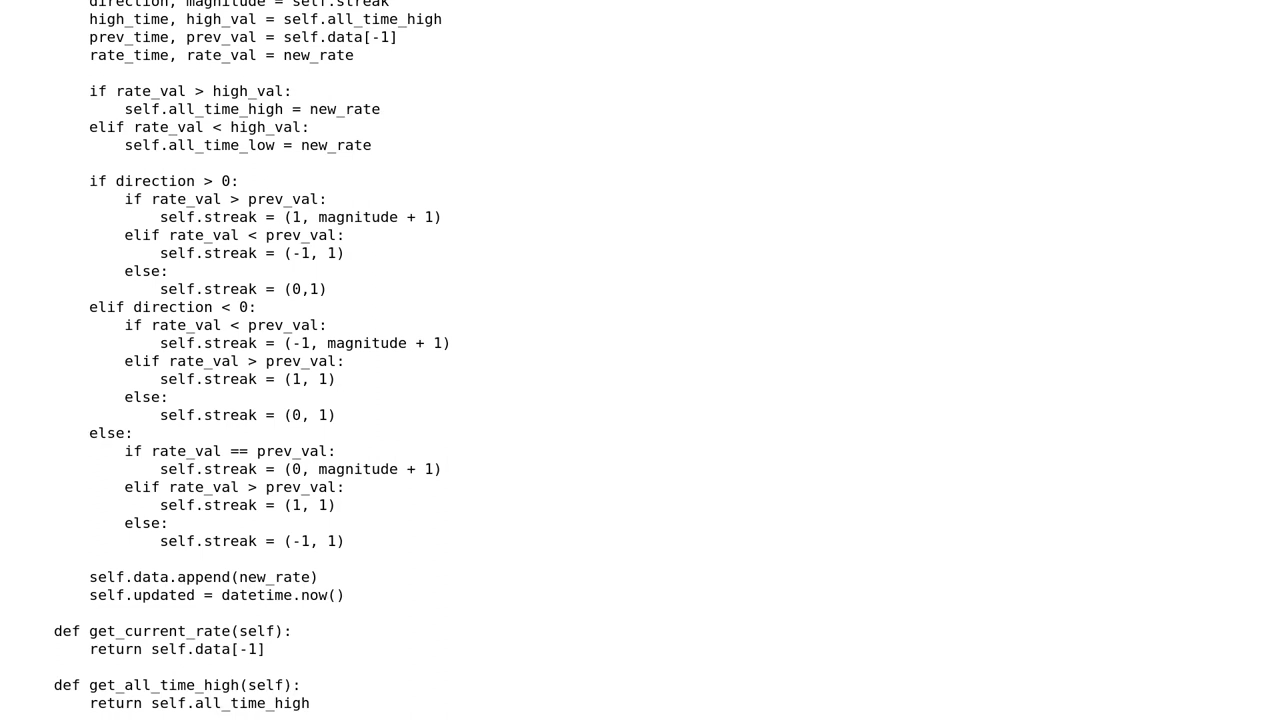 direction, magnitude = self.streak
high_time, high_val = self.all_time_high
prev_time, prev_val = self.data[-1]
rate_time, rate_val = new_rate

if rate_val > high_val:
    self.all_time_high = new_rate
elif rate_val < high_val:
    self.all_time_low = new_rate

if direction > 0:
    if rate_val > prev_val:
        self.streak = (1, magnitude + 1)
    elif rate_val < prev_val:
        self.streak = (-1, 1)
    else:
        self.streak = (0,1)
elif direction < 0:
    if rate_val < prev_val:
        self.streak = (-1, magnitude + 1)
    elif rate_val > prev_val:
        self.streak = (1, 1)
    else:
        self.streak = (0, 1)
else:
    if rate_val == prev_val:
        self.streak = (0, magnitude + 1)
    elif rate_val > prev_val:
        self.streak = (1, 1)
    else:
        self.streak = (-1, 1)

self.data.append(new_rate)
self.updated = datetime.now()

def get_current_rate(self):
    return self.data[-1]

def get_all_time_high(self):
    return self.all_time_high